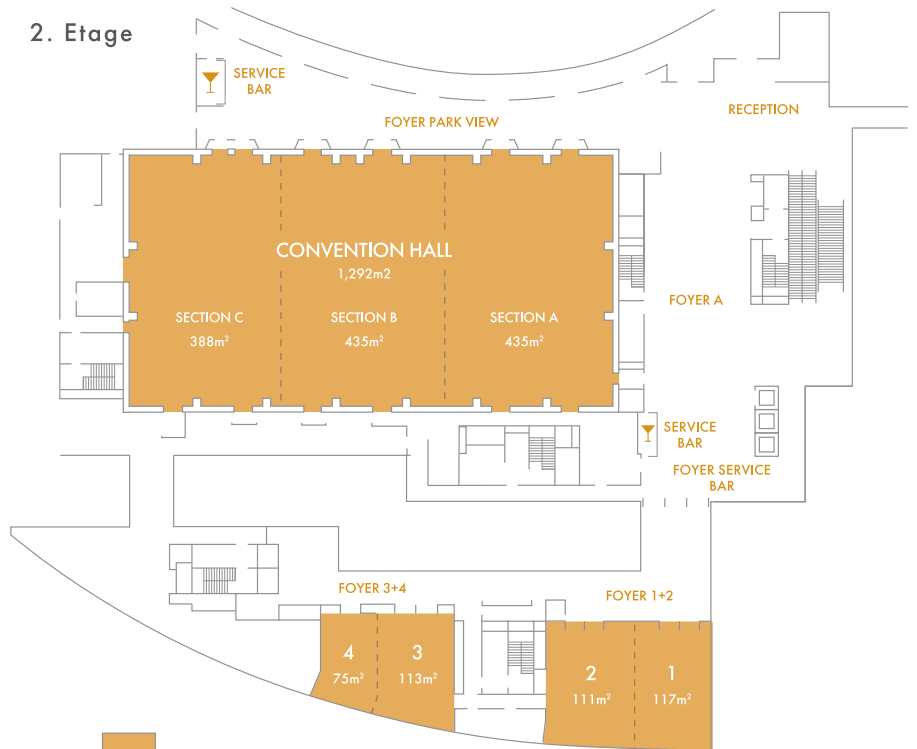 2. Etage
SERVICE
BAR
RECEPTION
FOYER PARK VIEW
CONVENTION HALL
1,292m2
FOYER A
SECTION C
388m²
SECTION B
435m²
SECTION A
435m²
SERVICE
BAR
FOYER SERVICE
BAR
FOYER 3+4
FOYER 1+2
4
75m²
3
113m²
2
111m²
1
117m²